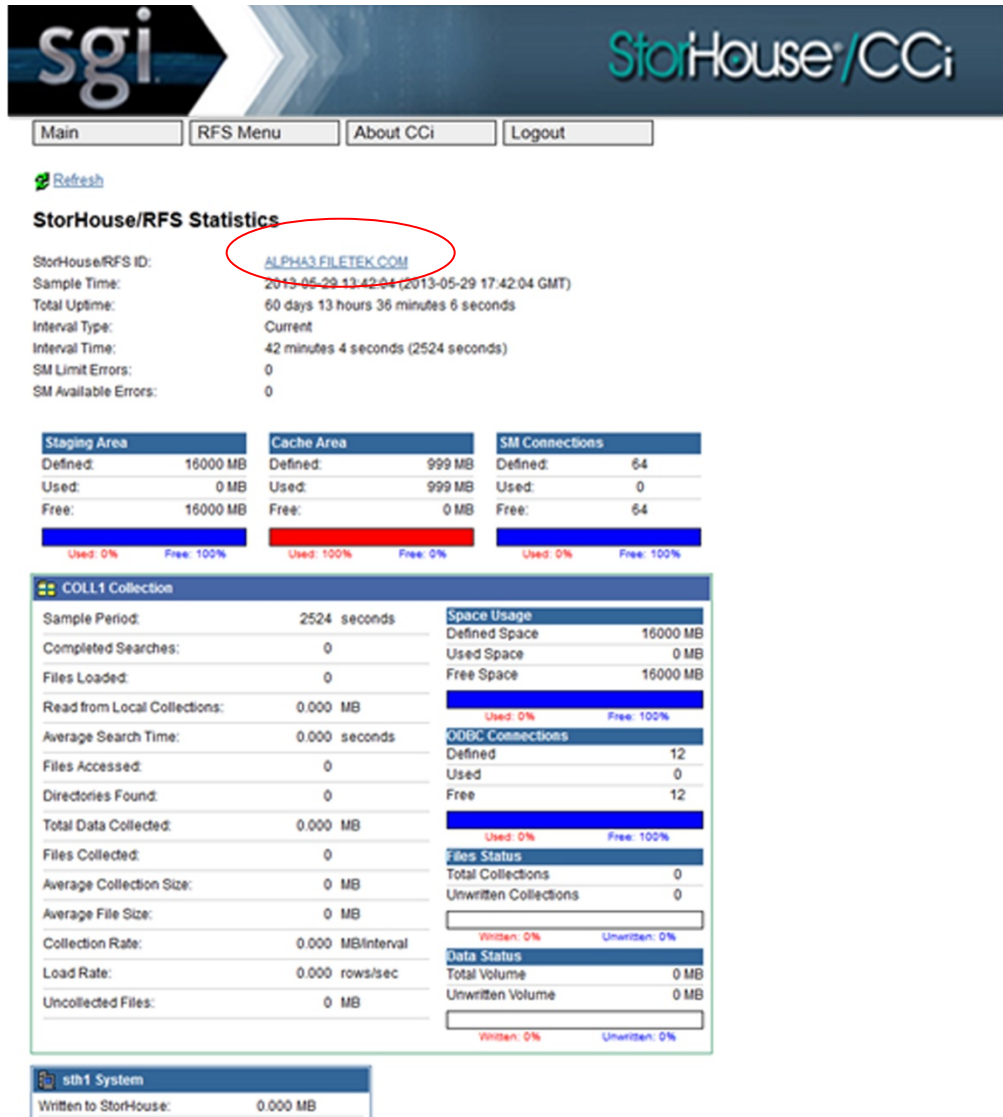 sgi
StorHouse/CCi
Main RFS Menu About CCi Logout
Refresh
StorHouse/RFS Statistics
StorHouse/RFS ID: ALPHA3.FILETEK.COM
Sample Time: 2013-05-29 13:42:04 (2013-05-29 17:42:04 GMT)
Total Uptime: 60 days 13 hours 36 minutes 6 seconds
Interval Type: Current
Interval Time: 42 minutes 4 seconds (2524 seconds)
SM Limit Errors: 0
SM Available Errors: 0
Staging Area
Defined: 16000 MB
Used: 0 MB
Free: 16000 MB
Used: 0% Free: 100%
Cache Area
Defined: 999 MB
Used: 999 MB
Free: 0 MB
Used: 100% Free: 0%
SM Connections
Defined: 64
Used: 0
Free: 64
Used: 0% Free: 100%
COLL1 Collection
Sample Period: 2524 seconds
Completed Searches: 0
Files Loaded: 0
Read from Local Collections: 0.000 MB
Average Search Time: 0.000 seconds
Files Accessed: 0
Directories Found: 0
Total Data Collected: 0.000 MB
Files Collected: 0
Average Collection Size: 0 MB
Average File Size: 0 MB
Collection Rate: 0.000 MB/interval
Load Rate: 0.000 rows/sec
Uncollected Files: 0 MB
Space Usage
Defined Space 16000 MB
Used Space 0 MB
Free Space 16000 MB
Used: 0% Free: 100%
ODBC Connections
Defined 12
Used 0
Free 12
Used: 0% Free: 100%
Files Status
Total Collections 0
Unwritten Collections 0
Written: 0% Unwritten: 0%
Data Status
Total Volume 0 MB
Unwritten Volume 0 MB
Written: 0% Unwritten: 0%
sth1 System
Written to StorHouse: 0.000 MB